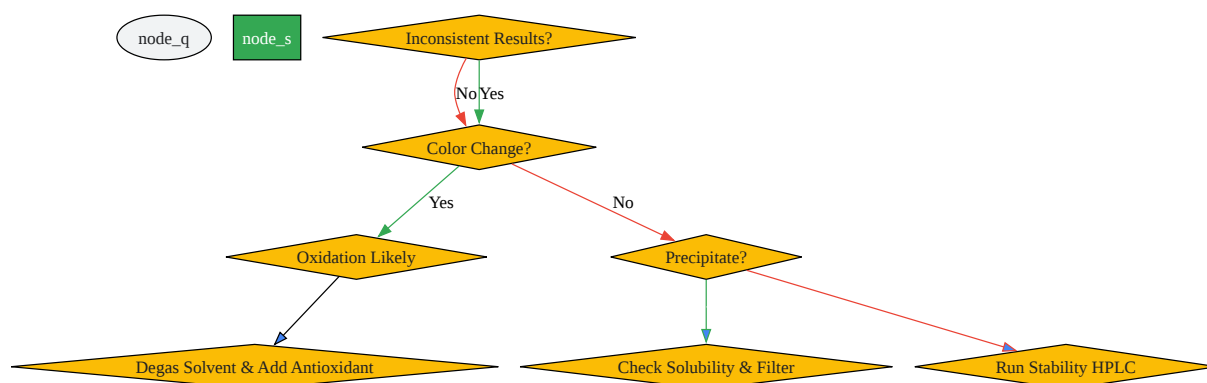 node_q
node_s
Inconsistent Results?
No
Yes
Color Change?
Yes
No
Oxidation Likely
Precipitate?
Degas Solvent & Add Antioxidant
Check Solubility & Filter
Run Stability HPLC